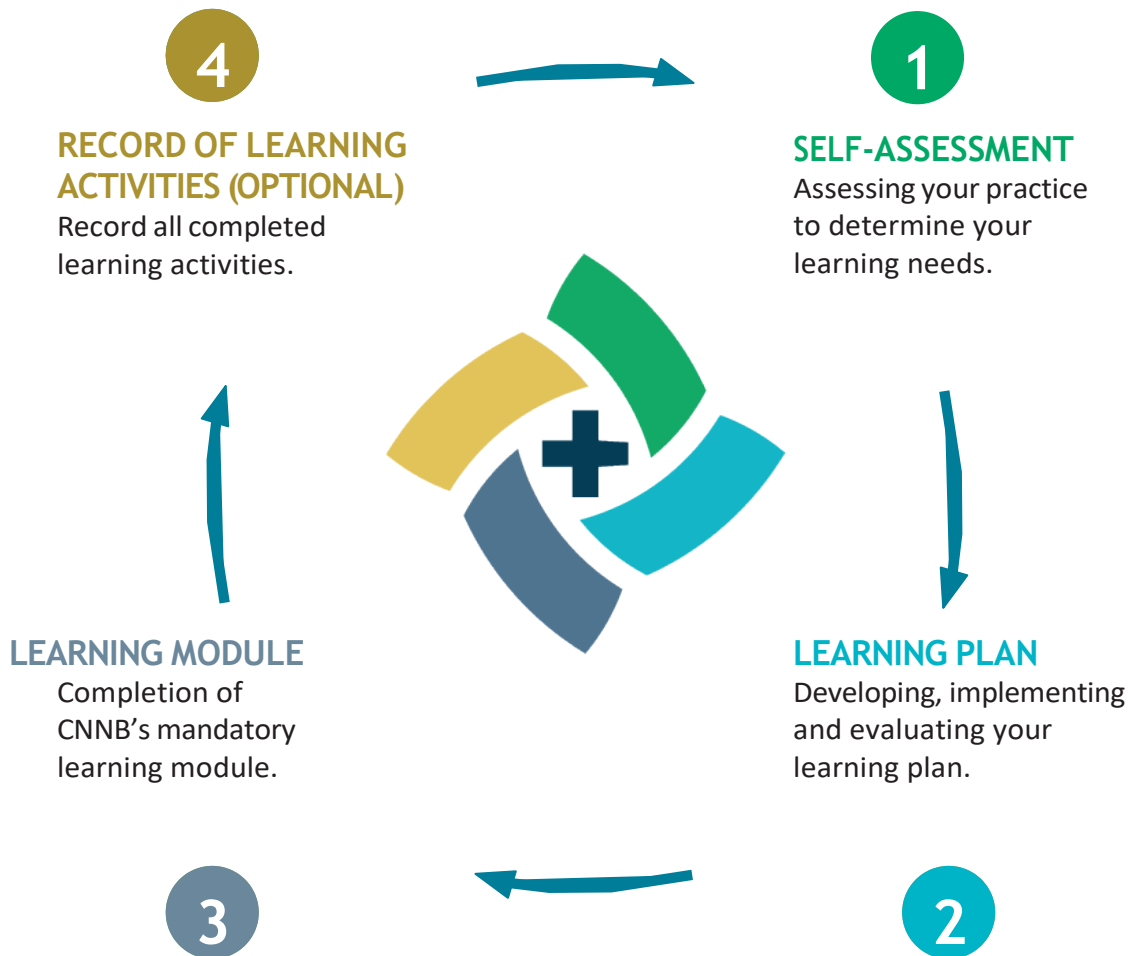 4
RECORD OF LEARNING
ACTIVITIES (OPTIONAL)
Record all completed
learning activities.
1
SELF-ASSESSMENT
Assessing your practice
to determine your
learning needs.
LEARNING MODULE
Completion of
CNNB’s mandatory
learning module.
3
LEARNING PLAN
Developing, implementing
and evaluating your
learning plan.
2